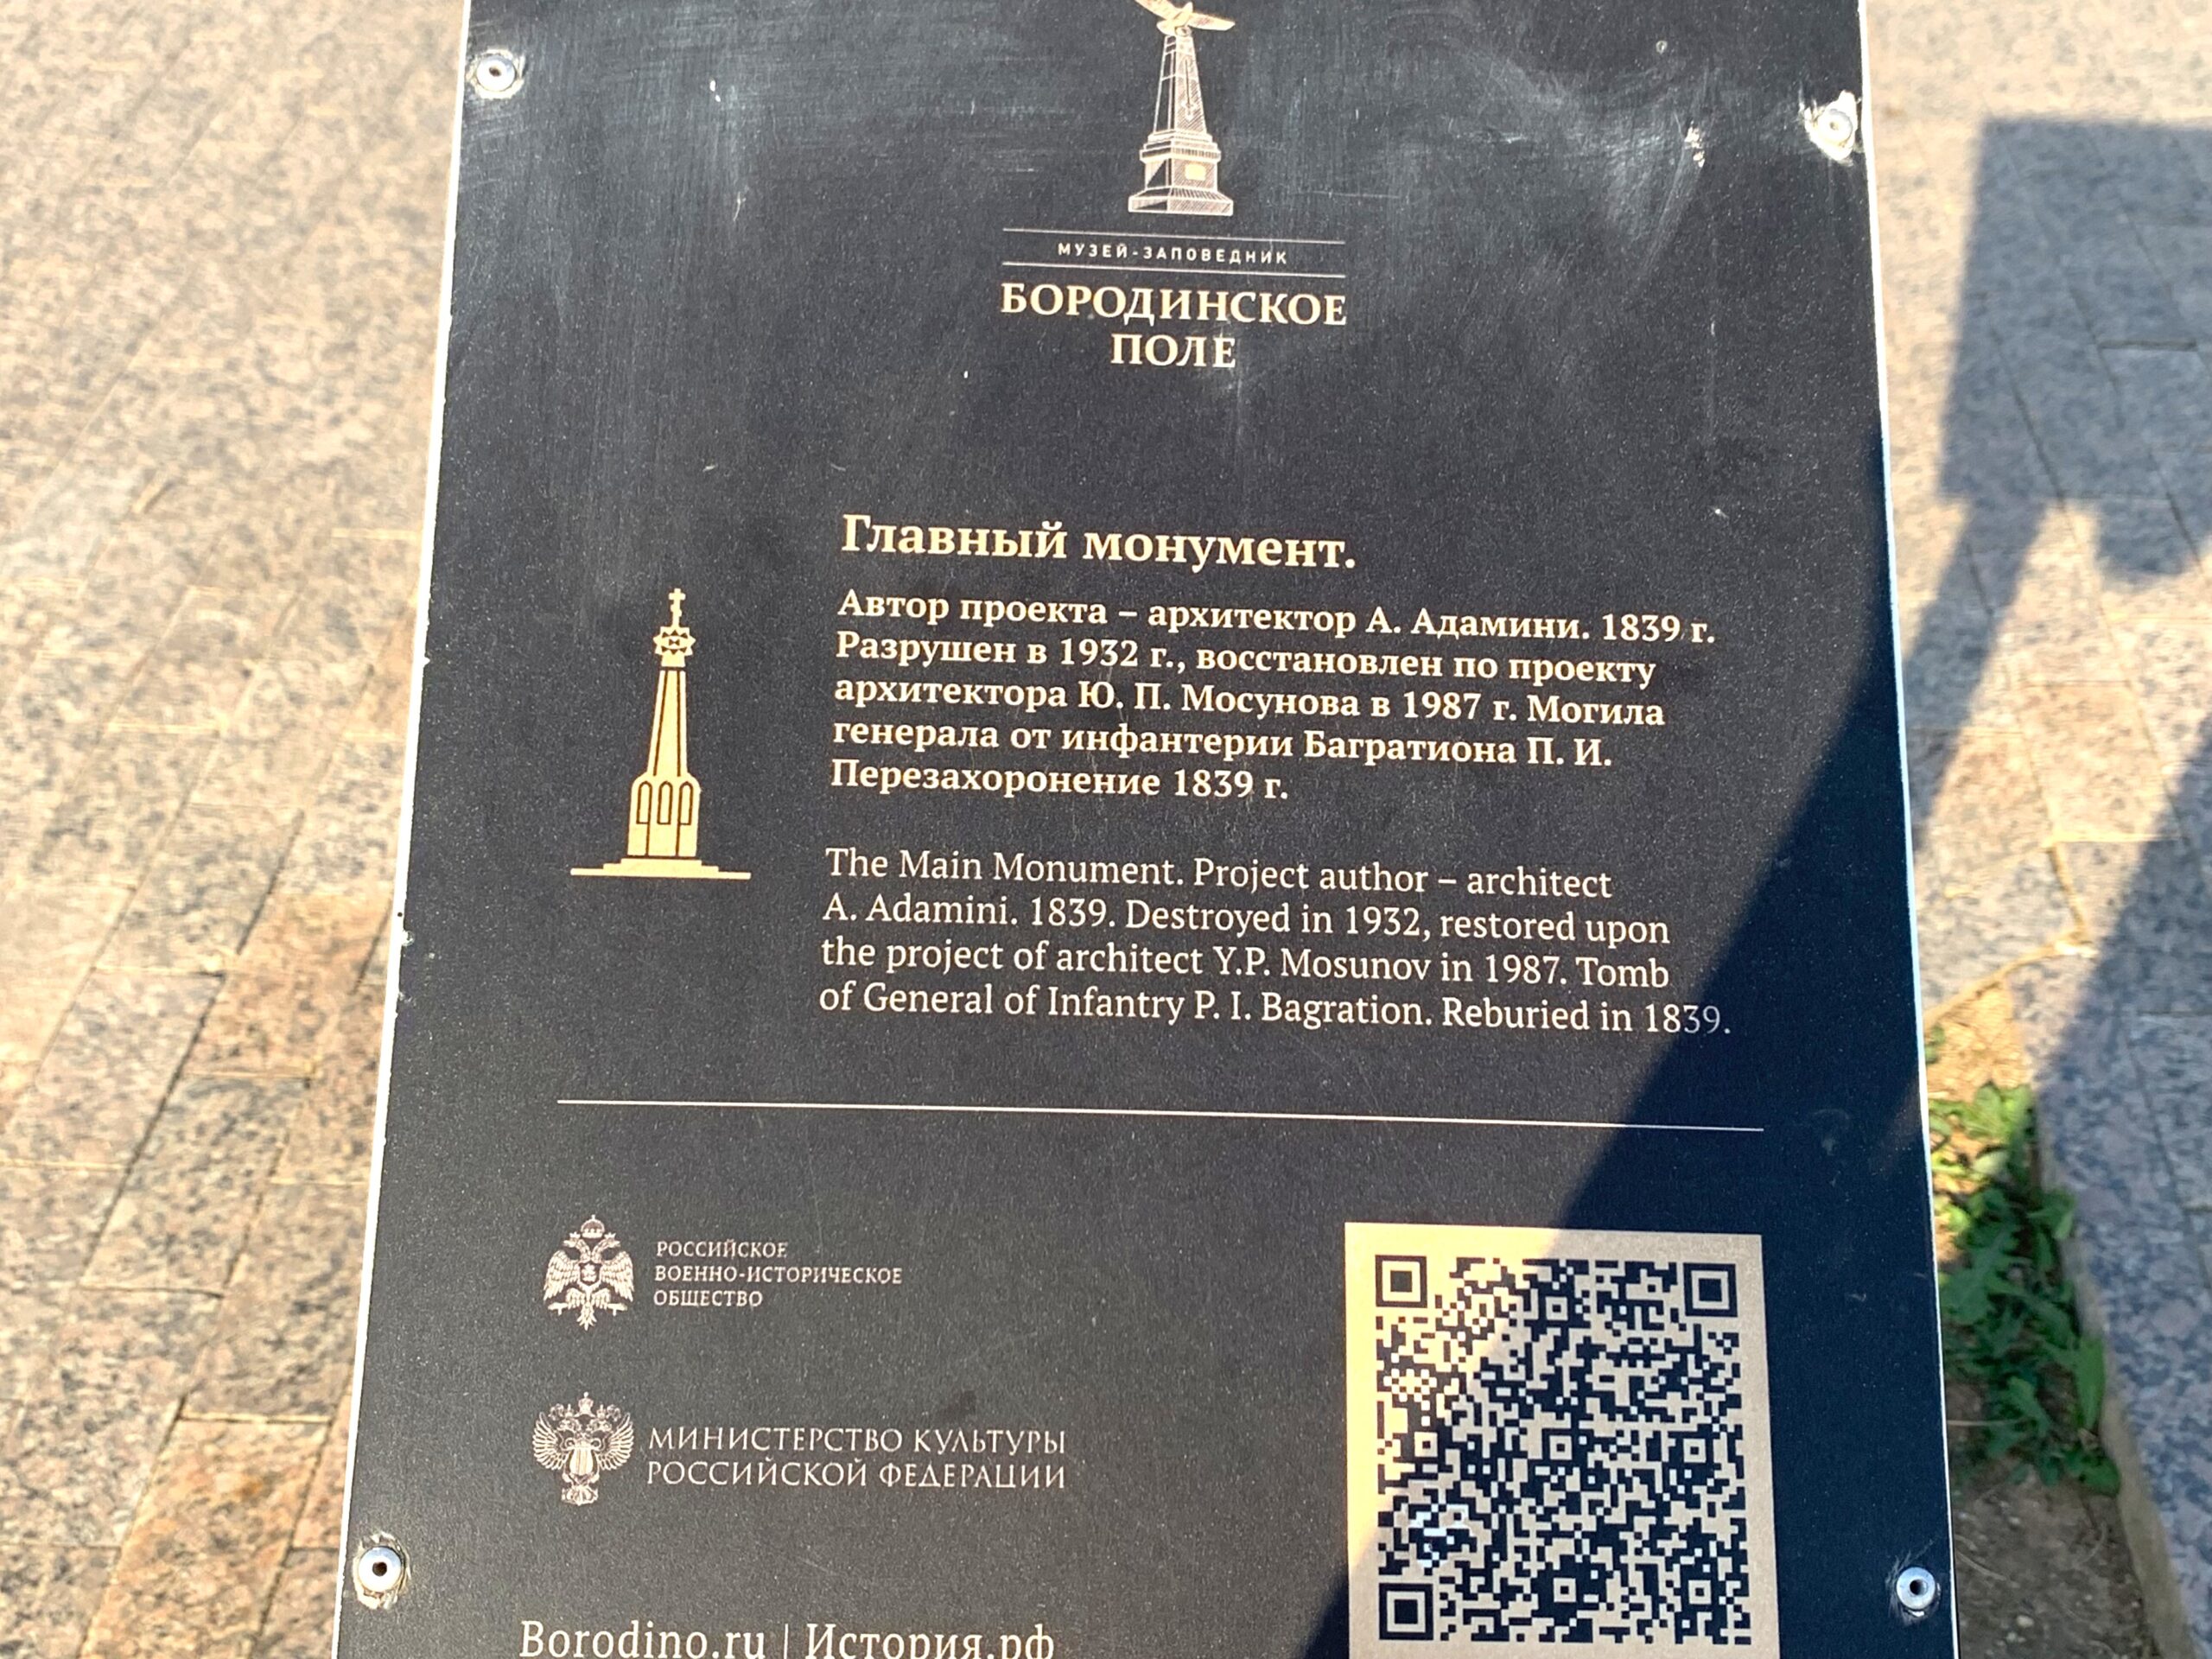 МУЗЕЙ-ЗАПОВЕДНИК
БОРОДИНСКОЕ
ПОЛЕ
Главный монумент.
Автор проекта – архитектор А. Адамини. 1839 г.
Разрушен в 1932 г., восстановлен по проекту
архитектора Ю. П. Мосунова в 1987 г. Могила
генерала от инфантерии Багратиона П. И.
Перезахоронение 1839 г.
The Main Monument. Project author – architect
A. Adamini. 1839. Destroyed in 1932, restored upon
the project of architect Y.P. Mosunov in 1987. Tomb
of General of Infantry P. I. Bagration. Reburied in 1839.
РОССИЙСКОЕ
ВОЕННО-ИСТОРИЧЕСКОЕ
ОБЩЕСТВО
МИНИСТЕРСТВО КУЛЬТУРЫ
РОССИЙСКОЙ ФЕДЕРАЦИИ
Borodino.ru | История.рф